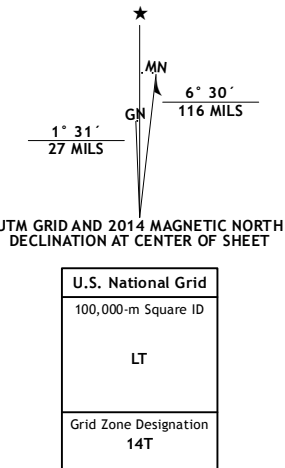 MN
6° 30´
116 MILS
GN
1° 31´
27 MILS
UTM GRID AND 2014 MAGNETIC NORTH
DECLINATION AT CENTER OF SHEET
U.S. National Grid
100,000-m Square ID
LT
Grid Zone Designation
14T